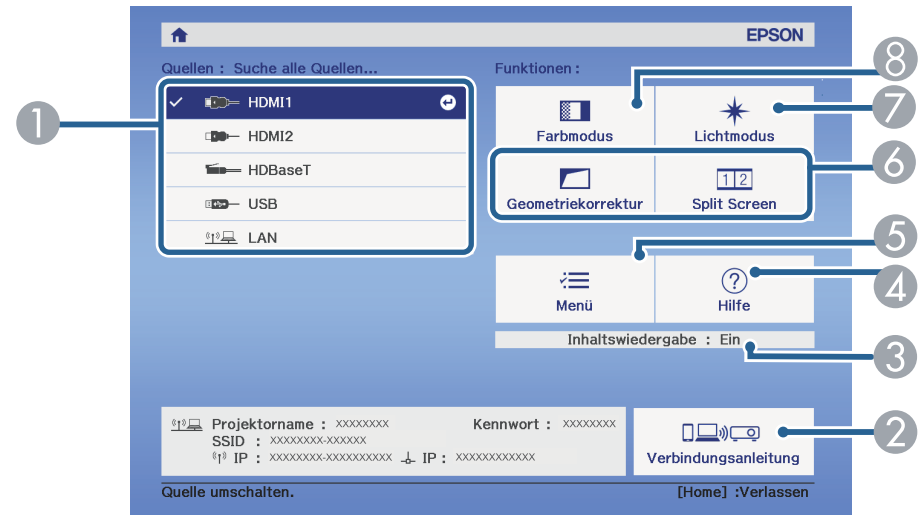 EPSON
Quellen : Suche alle Quellen...
Funktionen :
HDMI1
HDMI2
HDBaseT
USB
LAN
Farbmodus
Lichtmodus
Geometriekorrektur
Split Screen
1 2
Menü
Hilfe
Inhaltswiedergabe : Ein
Projektorname : xxxxxxxx
Kennwort : xxxxxxxx
SSID : xxxxxxxx-xxxxxx
IP : xxxxxxxx-xxxxxxxxxx IP : xxxxxxxxxxxx
Verbindungsanleitung
Quelle umschalten.
[Home] :Verlassen
1
8
7
6
5
4
3
2